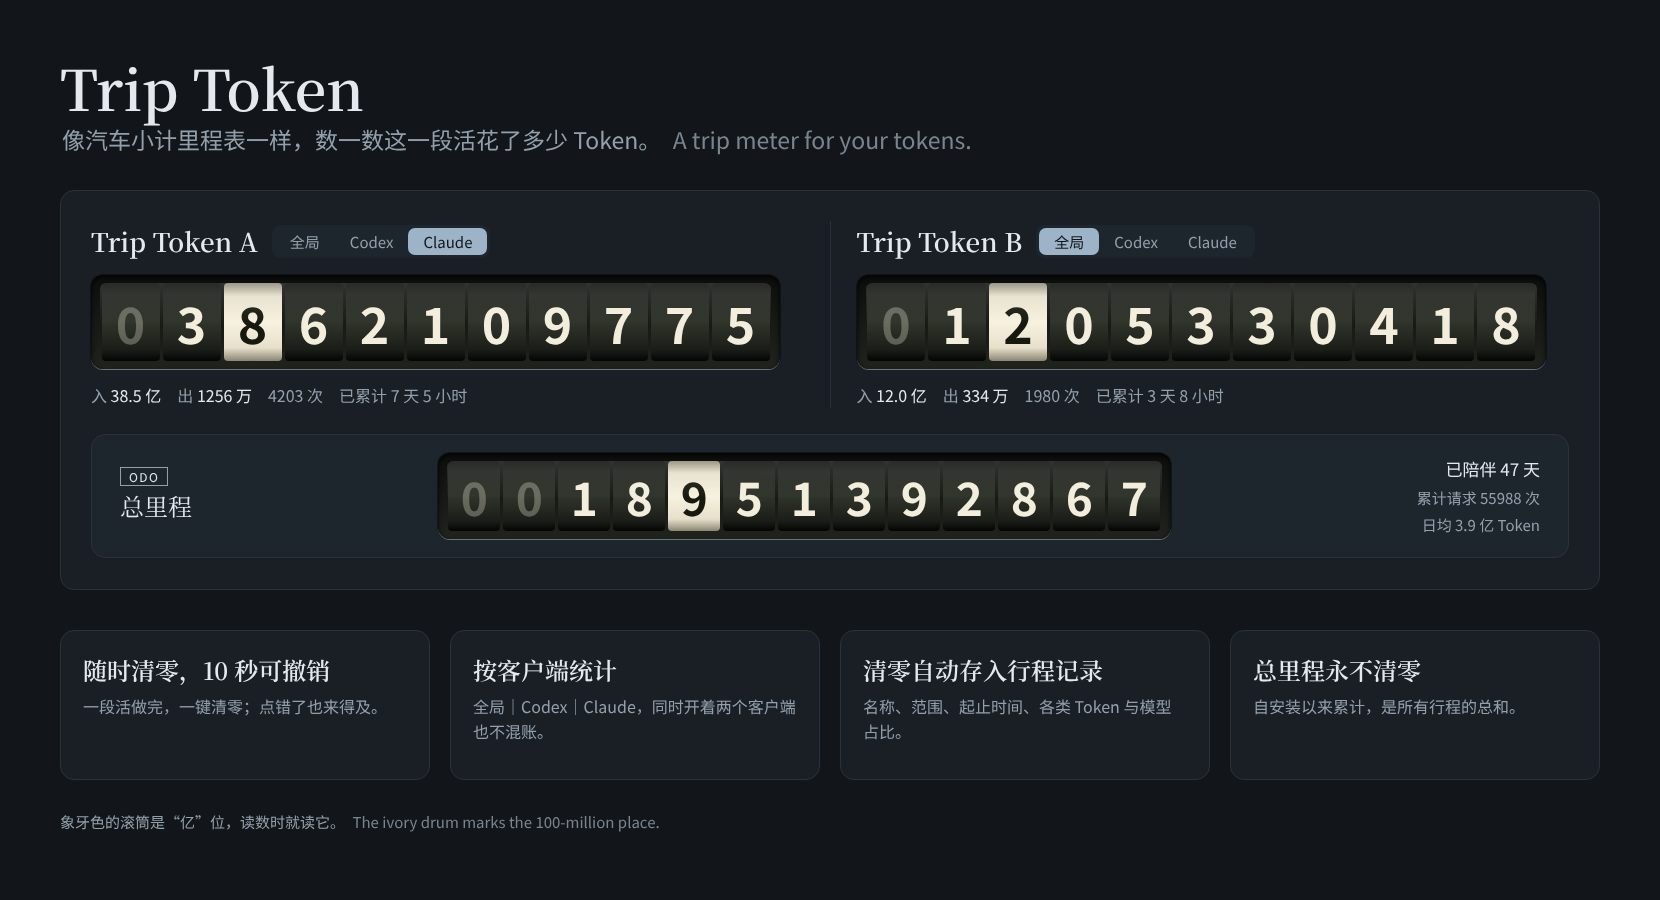 Trip Token
像汽车小计里程表一样，数一数这一段活花了多少 Token。 A trip meter for your tokens.
Trip Token A 全局 Codex Claude
0 3 8 6 2 1 0 9 7 7 5
入 38.5 亿 出 1256 万 4203 次 已累计 7 天 5 小时
Trip Token B 全局 Codex Claude
0 1 2 0 5 3 3 0 4 1 8
入 12.0 亿 出 334 万 1980 次 已累计 3 天 8 小时
ODO
总里程
0 0 1 8 9 5 1 3 9 2 8 6 7
已陪伴 47 天
累计请求 55988 次
日均 3.9 亿 Token
随时清零，10 秒可撤销
一段活做完，一键清零；点错了也来得及。
按客户端统计
全局｜Codex｜Claude，同时开着两个客户端
也不混账。
清零自动存入行程记录
名称、范围、起止时间、各类 Token 与模型
占比。
总里程永不清零
自安装以来累计，是所有行程的总和。
象牙色的滚筒是“亿”位，读数时就读它。 The ivory drum marks the 100-million place.